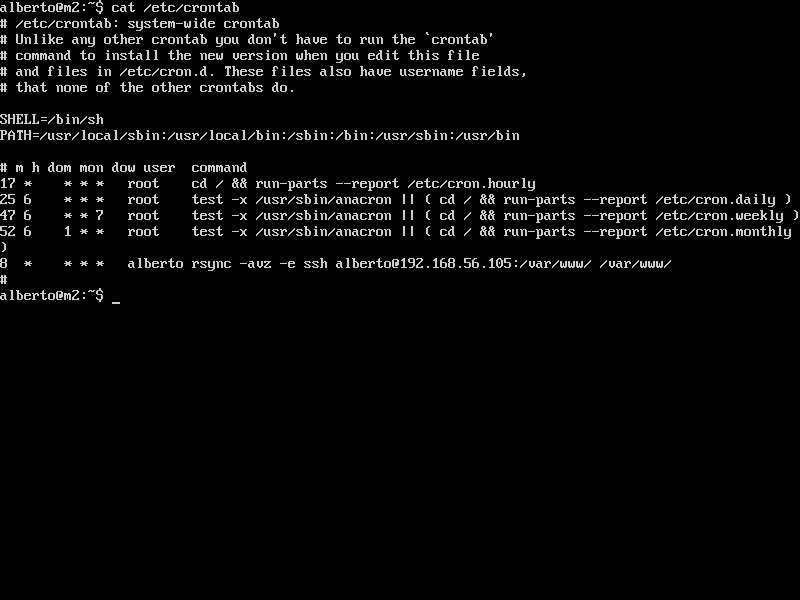 alberto@m2:~$ cat /etc/crontab
# /etc/crontab: system-wide crontab
# Unlike any other crontab you don't have to run the `crontab'
# command to install the new version when you edit this file
# and files in /etc/cron.d. These files also have username fields,
# that none of the other crontabs do.

SHELL=/bin/sh
PATH=/usr/local/sbin:/usr/local/bin:/sbin:/bin:/usr/sbin:/usr/bin

# m h dom mon dow user  command
17 *    * * *   root    cd / && run-parts --report /etc/cron.hourly
25 6    * * *   root    test -x /usr/sbin/anacron || ( cd / && run-parts --report /etc/cron.daily )
47 6    * * 7   root    test -x /usr/sbin/anacron || ( cd / && run-parts --report /etc/cron.weekly )
52 6    1 * *   root    test -x /usr/sbin/anacron || ( cd / && run-parts --report /etc/cron.monthly
)
8  *    * * *   alberto rsync -avz -e ssh alberto@192.168.56.105:/var/www/ /var/www/
#
alberto@m2:~$ _